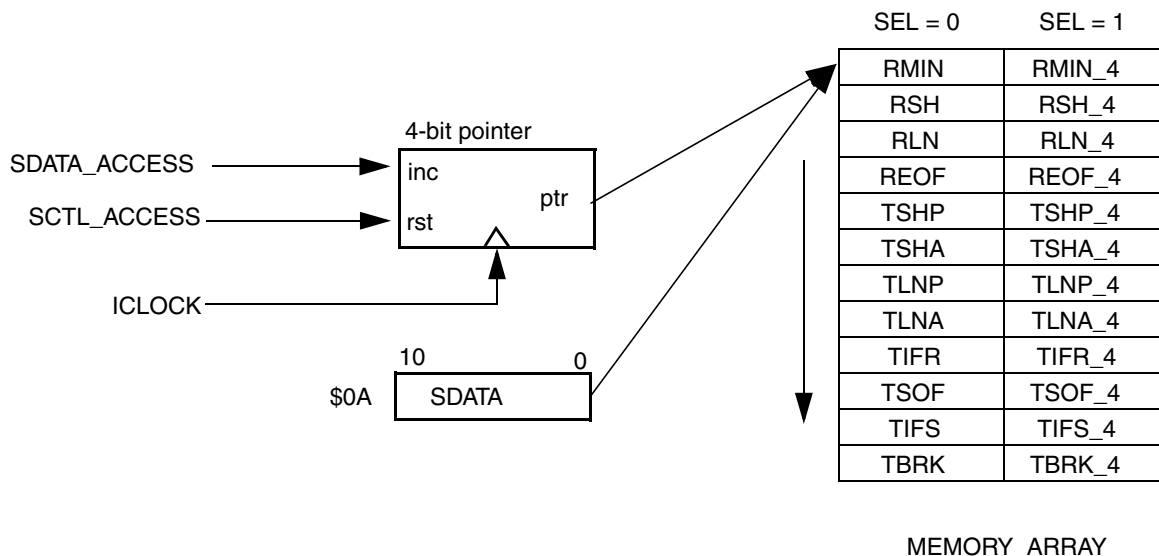 SEL = 0 SEL = 1
RMIN RMIN_4
RSH RSH_4
RLN RLN_4
REOF REOF_4
TSHP TSHP_4
TSHA TSHA_4
TLNP TLNP_4
TLNA TLNA_4
TIFR TIFR_4
TSOF TSOF_4
TIFS TIFS_4
TBRK TBRK_4
MEMORY ARRAY
4-bit pointer
SDATA_ACCESS
inc
ptr
SCTL_ACCESS
rst
ICLOCK
10 0
$0A SDATA